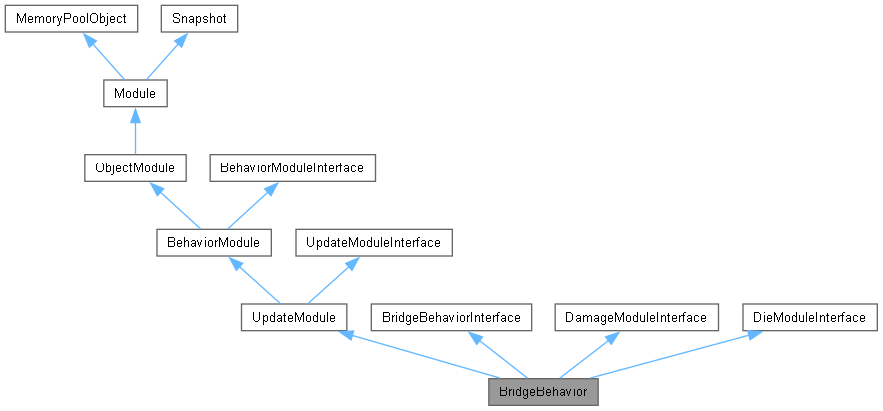 MemoryPoolObject
Snapshot
Module
ObjectModule
BehaviorModuleInterface
BehaviorModule
UpdateModuleInterface
UpdateModule
BridgeBehaviorInterface
DamageModuleInterface
DieModuleInterface
BridgeBehavior